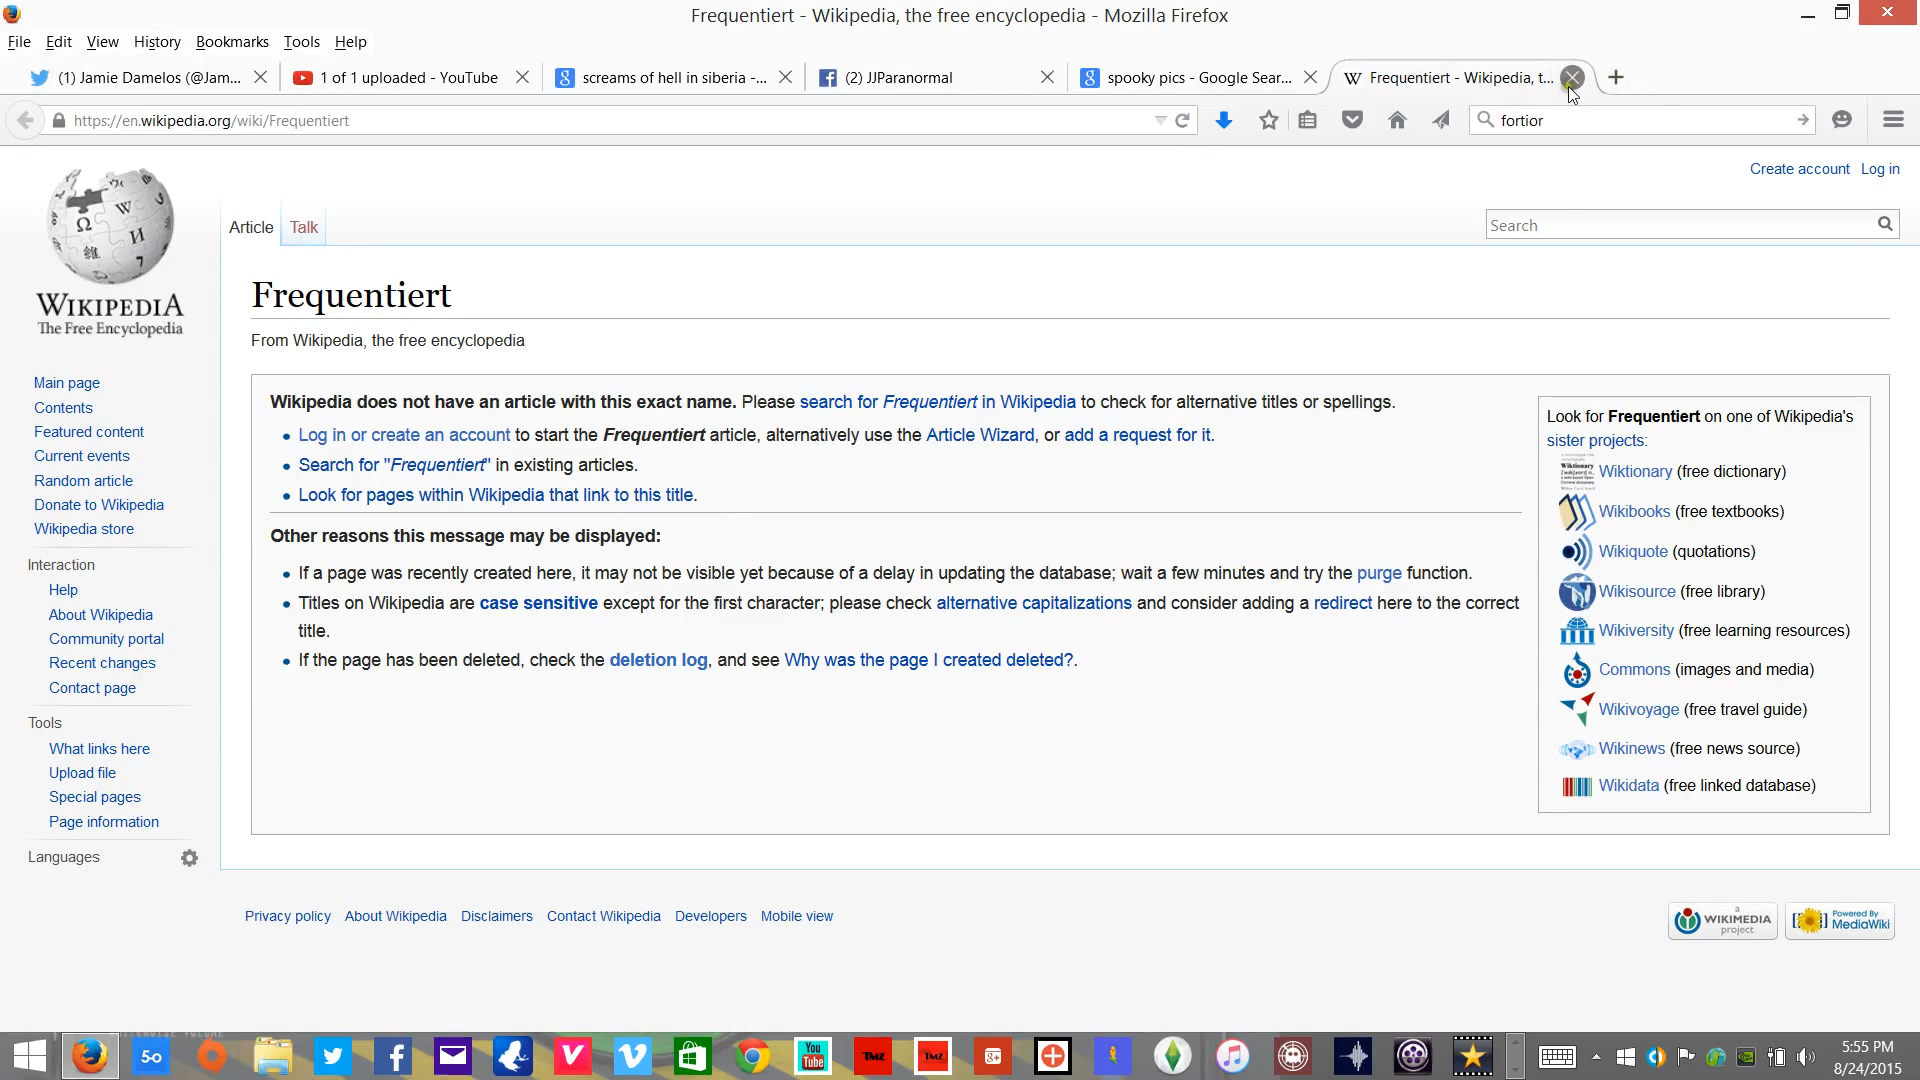 Frequentiert - Wikipedia, the free encyclopedia - Mozilla Firefox
File Edit View History Bookmarks Tools Help
(1) Jamie Damelos (@Jam... 1 of 1 uploaded - YouTube screams of hell in siberia -... (2) JJParanormal spooky pics - Google Sear... Frequentiert - Wikipedia, t...
https://en.wikipedia.org/wiki/Frequentiert fortior
Create account Log in
Article Talk Search
WIKIPEDIA
The Free Encyclopedia
Main page
Contents
Featured content
Current events
Random article
Donate to Wikipedia
Wikipedia store
Interaction
Help
About Wikipedia
Community portal
Recent changes
Contact page
Tools
What links here
Upload file
Special pages
Page information
Languages
Frequentiert
From Wikipedia, the free encyclopedia
Wikipedia does not have an article with this exact name. Please search for Frequentiert in Wikipedia to check for alternative titles or spellings.
Log in or create an account to start the Frequentiert article, alternatively use the Article Wizard, or add a request for it.
Search for "Frequentiert" in existing articles.
Look for pages within Wikipedia that link to this title.
Other reasons this message may be displayed:
If a page was recently created here, it may not be visible yet because of a delay in updating the database; wait a few minutes and try the purge function.
Titles on Wikipedia are case sensitive except for the first character; please check alternative capitalizations and consider adding a redirect here to the correct
title.
If the page has been deleted, check the deletion log, and see Why was the page I created deleted?.
Look for Frequentiert on one of Wikipedia's
sister projects:
Wiktionary (free dictionary)
Wikibooks (free textbooks)
Wikiquote (quotations)
Wikisource (free library)
Wikiversity (free learning resources)
Commons (images and media)
Wikivoyage (free travel guide)
Wikinews (free news source)
Wikidata (free linked database)
Privacy policy About Wikipedia Disclaimers Contact Wikipedia Developers Mobile view
a
WIKIMEDIA
project
Powered By
MediaWiki
5-0
You
Tube
TMZ
TMZ
5:55 PM
8/24/2015